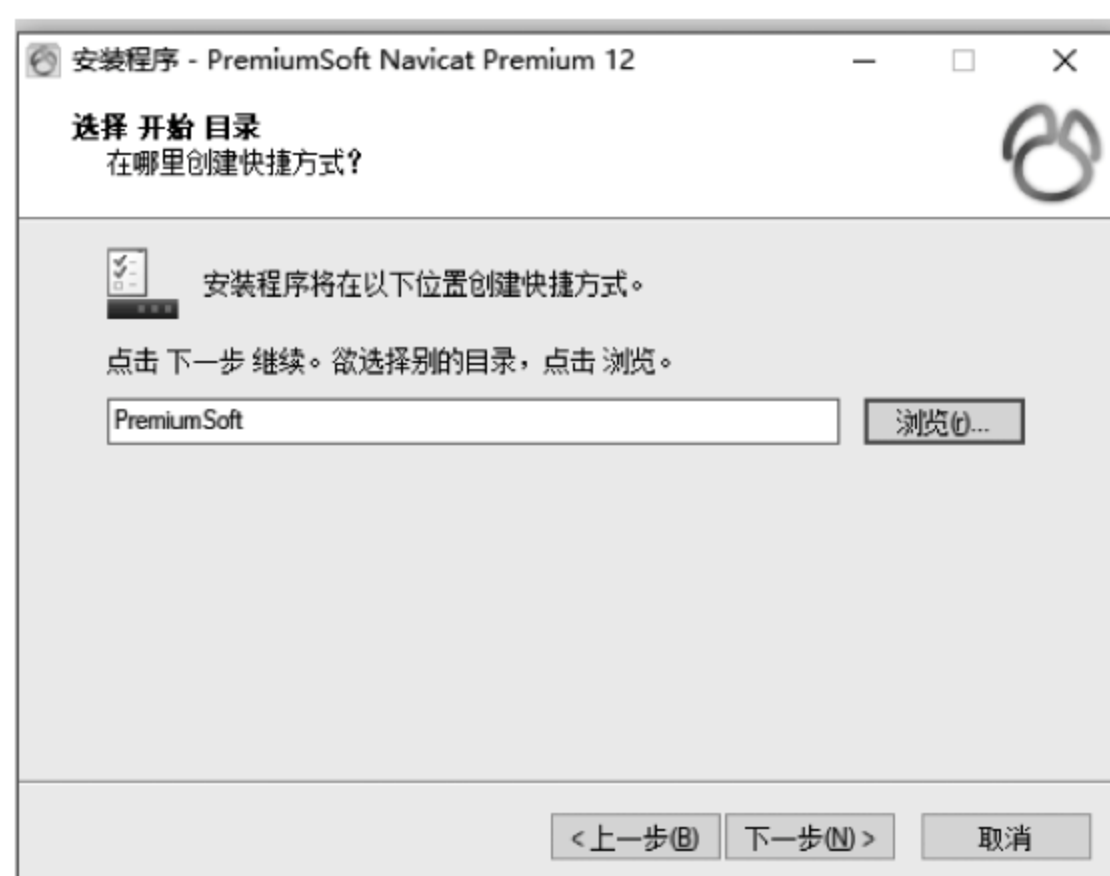 安装程序 - PremiumSoft Navicat Premium 12
选择 开始 目录
在哪里创建快捷方式?
安装程序将在以下位置创建快捷方式。
点击 下一步 继续。欲选择别的目录，点击 浏览。
PremiumSoft 浏览(r)...
<上一步(B) 下一步(N)> 取消